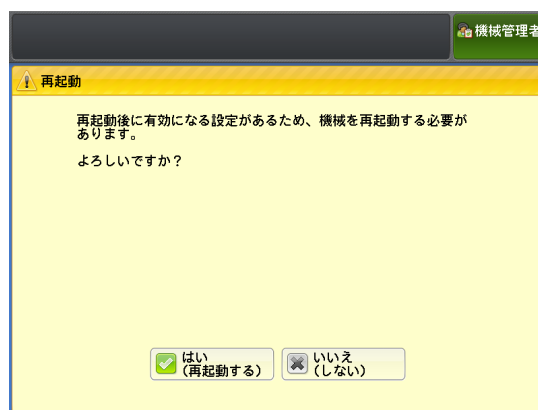 機械管理者
再起動
再起動後に有効になる設定があるため、機械を再起動する必要が
あります。
よろしいですか？
はい
（再起動する）
いいえ
（しない）